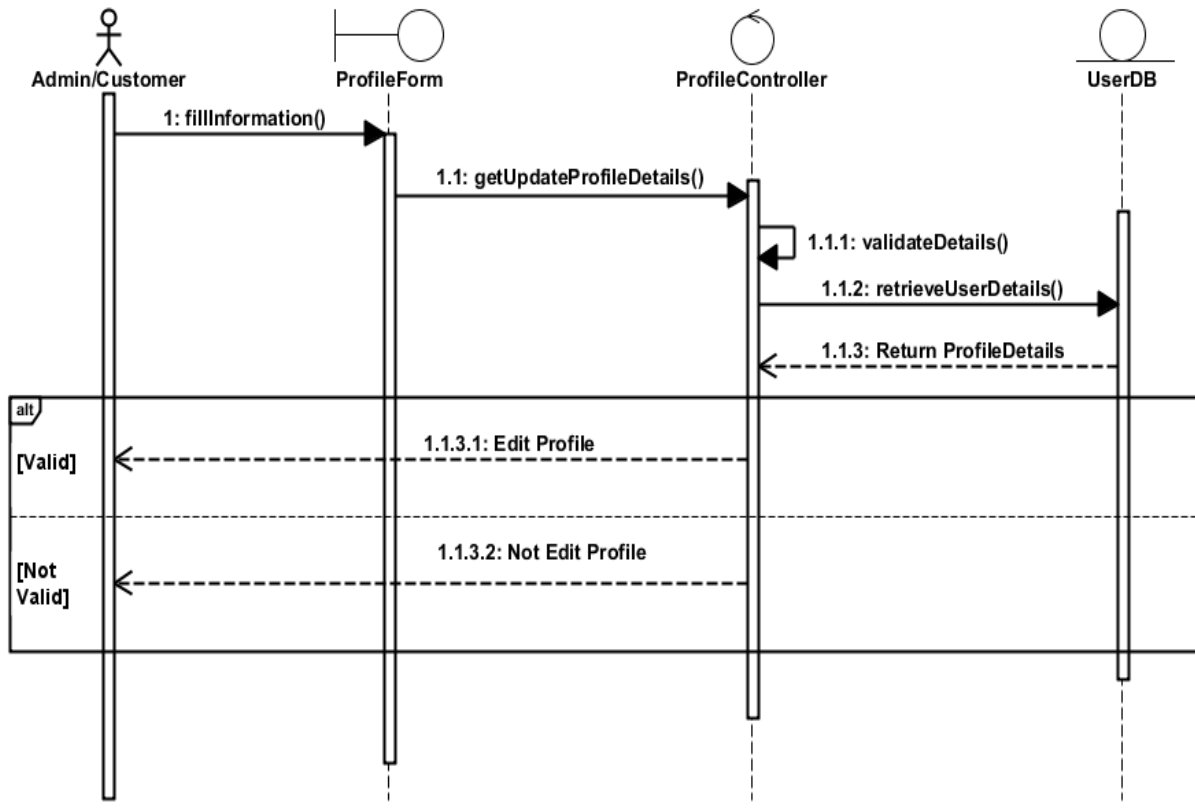 Admin/Customer
ProfileForm
ProfileController
UserDB
1: fillInformation()
1.1: getUpdateProfileDetails()
1.1.1: validateDetails()
1.1.2: retrieveUserDetails()
1.1.3: Return ProfileDetails
alt
1.1.3.1: Edit Profile
[Valid]
1.1.3.2: Not Edit Profile
[Not
Valid]